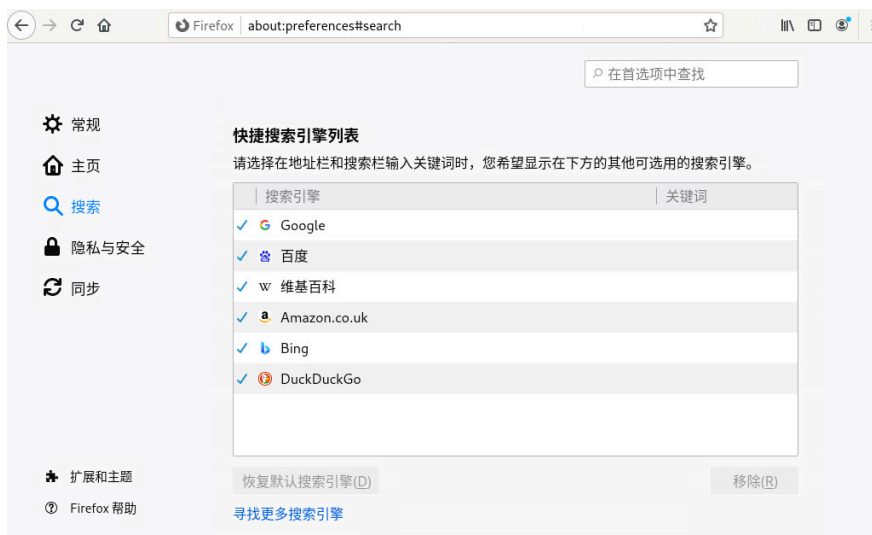 Firefox about:preferences#search
在首选项中查找
常规
主页
搜索
隐私与安全
同步
扩展和主题
Firefox 帮助
快捷搜索引擎列表
请选择在地址栏和搜索栏输入关键词时，您希望显示在下方的其他可选用的搜索引擎。
搜索引擎 关键词
Google
百度
W 维基百科
a Amazon.co.uk
Bing
DuckDuckGo
恢复默认搜索引擎(D) 移除(R)
寻找更多搜索引擎